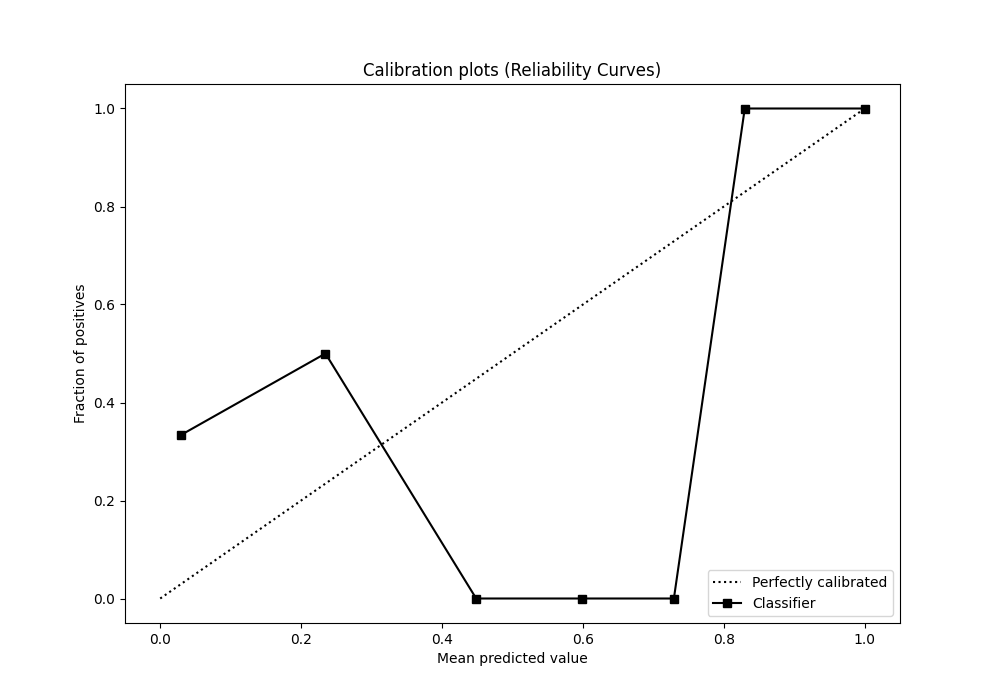 Calibration plots (Reliability Curves)
1.0
0.8
0.6
0.4
0.2
0.0
Fraction of positives
0.0 0.2 0.4 0.6 0.8 1.0
Mean predicted value
Perfectly calibrated
Classifier